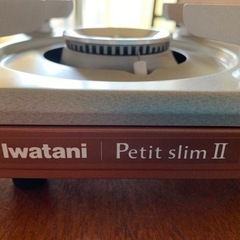 Iwatani | Petit slim II